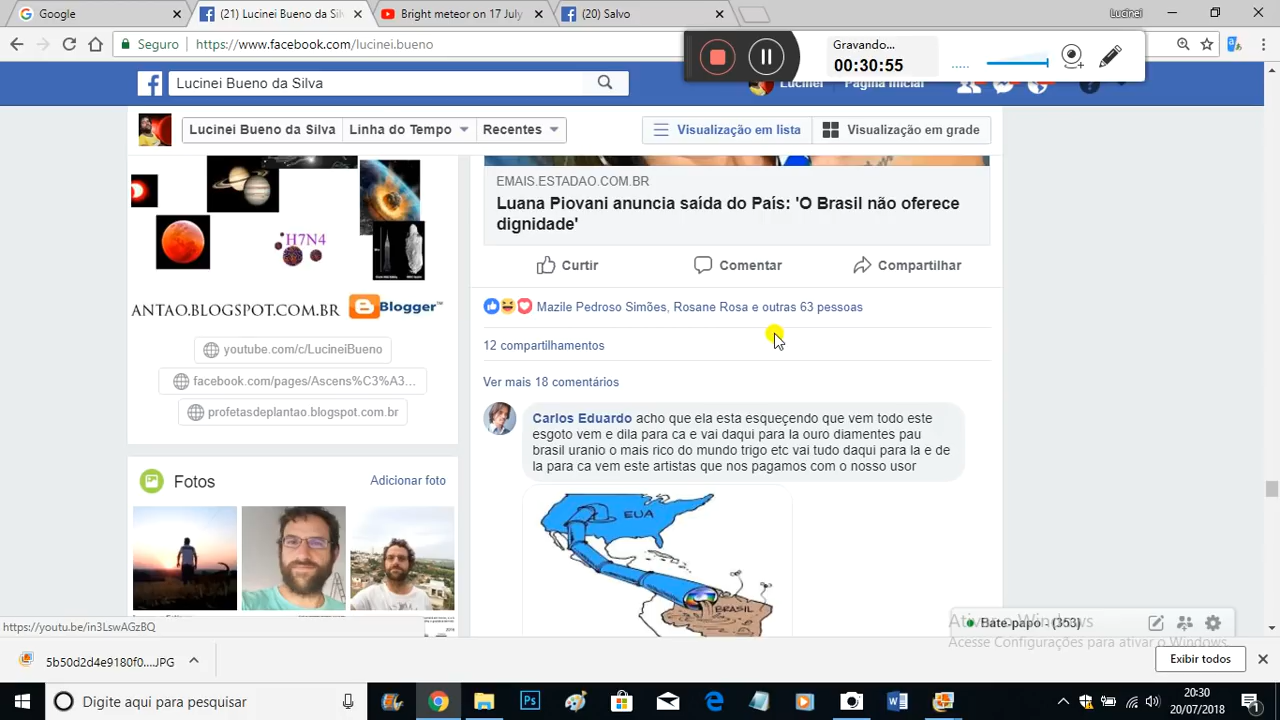 Google
(21) Lucinei Bueno da Sil
Bright meteor on 17 July
(20) Salvo
Lucinei
Seguro
https://www.facebook.com/lucinei.bueno
Gravando...
00:30:55
Lucinei Bueno da Silva
Lucinei
Página inicial
Lucinei Bueno da Silva
Linha do Tempo
Recentes
Visualização em lista
Visualização em grade
H7N4
ANTAO.BLOGSPOT.COM.BR
Blogger™
youtube.com/c/LucineiBueno
facebook.com/pages/Ascens%C3%A3...
profetasdeplantao.blogspot.com.br
Fotos
Adicionar foto
EMAIS.ESTADAO.COM.BR
Luana Piovani anuncia saída do País: 'O Brasil não oferece
dignidade'
Curtir
Comentar
Compartilhar
Mazile Pedroso Simões, Rosane Rosa e outras 63 pessoas
12 compartilhamentos
Ver mais 18 comentários
Carlos Eduardo acho que ela esta esqueçendo que vem todo este
esgoto vem e dila para ca e vai daqui para la ouro diamentes pau
brasil uranio o mais rico do mundo trigo etc vai tudo daqui para la e de
la para ca vem este artistas que nos pagamos com o nosso usor
EUA
BRASIL
Bate-papo (353)
Ativar o Windows
Acesse Configurações para ativar o Windows.
https://youtu.be/in3LswAGzBQ
5b50d2d4e9180f0....JPG
Exibir todos
Digite aqui para pesquisar
20:30
20/07/2018